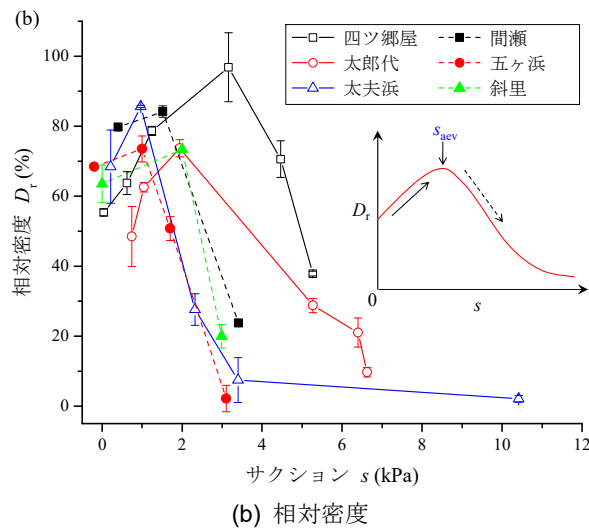 (b)
四ツ郷屋
太郎代
太夫浜
間瀬
五ヶ浜
斜里
100
80
60
40
20
0
相対密度 Dr (%)
saev
Dr
0
s
0 2 4 6 8 10 12
サクション s (kPa)
(b) 相対密度